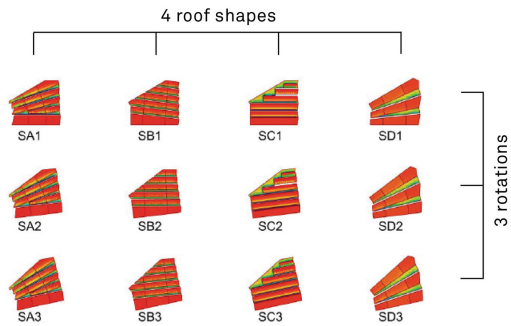 4 roof shapes
SA1 SB1 SC1 SD1
SA2 SB2 SC2 SD2
SA3 SB3 SC3 SD3
3 rotations